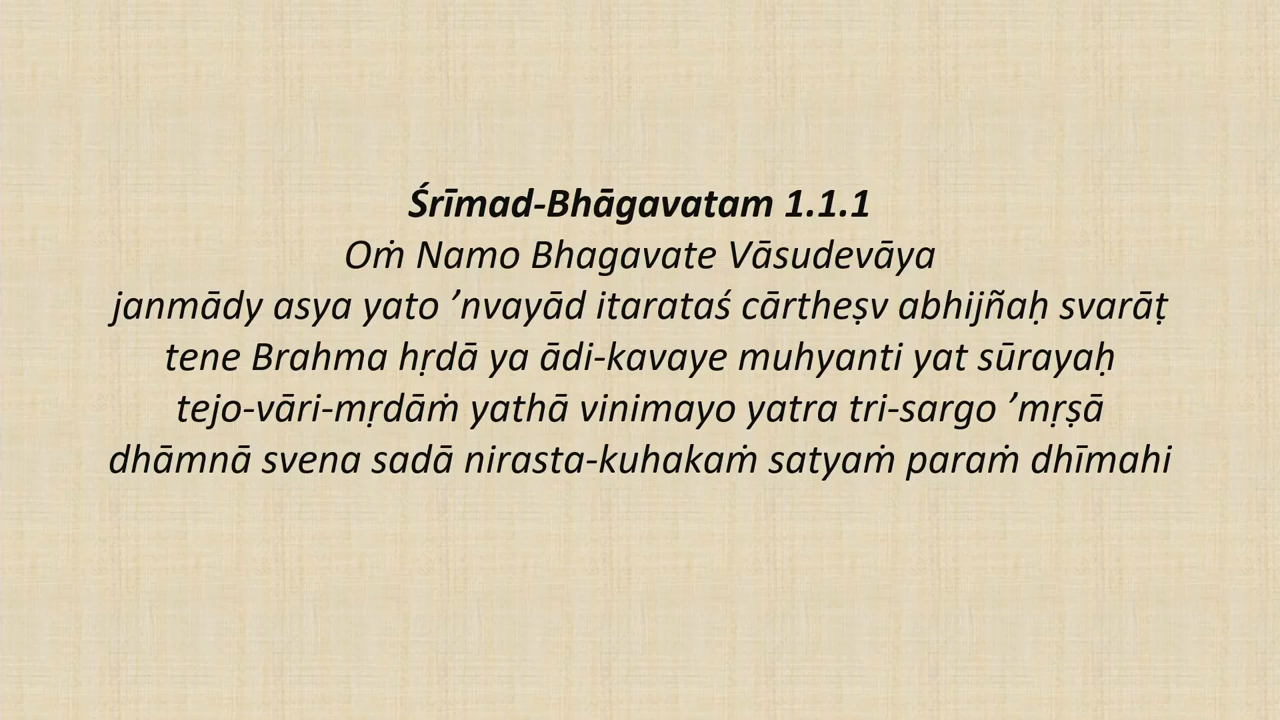 Śrīmad-Bhāgavatam 1.1.1
Oṁ Namo Bhagavate Vāsudevāya
janmādy asya yato ’nvayād itarataś cārtheṣv abhijñaḥ svarāṭ
tene Brahma hṛdā ya ādi-kavaye muhyanti yat sūrayaḥ
tejo-vāri-mṛdāṁ yathā vinimayo yatra tri-sargo ’mṛṣā
dhāmnā svena sadā nirasta-kuhakaṁ satyaṁ paraṁ dhīmahi